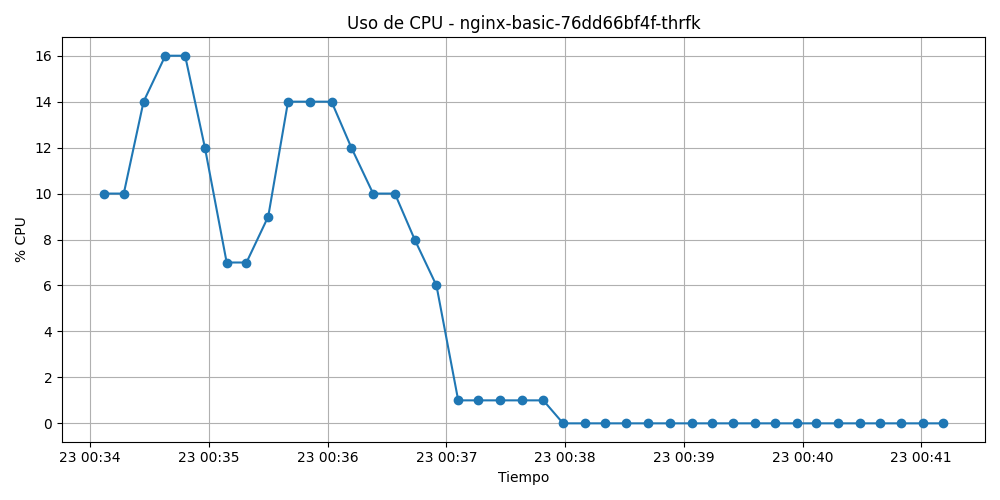 Uso de CPU - nginx-basic-76dd66bf4f-thrfk
% CPU
16
14
12
10
8
6
4
2
0
23 00:34 23 00:35 23 00:36 23 00:37 23 00:38 23 00:39 23 00:40 23 00:41
Tiempo